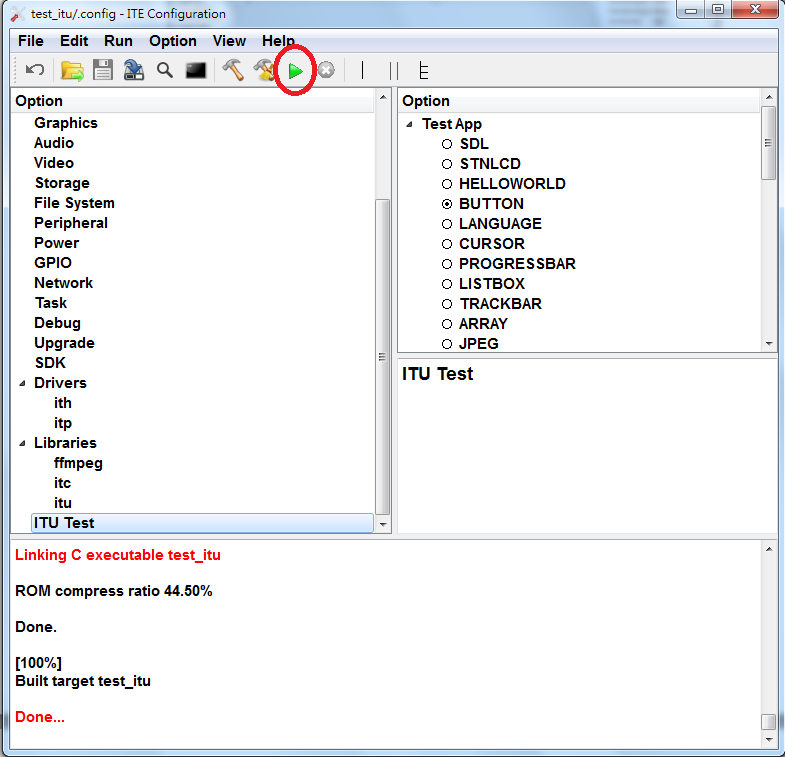 test_itu/.config - ITE Configuration
File Edit Run Option View Help
Option
Graphics
Audio
Video
Storage
File System
Peripheral
Power
GPIO
Network
Task
Debug
Upgrade
SDK
Drivers
ith
itp
Libraries
ffmpeg
itc
itu
ITU Test
Option
Test App
SDL
STNLCD
HELLOWORLD
BUTTON
LANGUAGE
CURSOR
PROGRESSBAR
LISTBOX
TRACKBAR
ARRAY
JPEG
ITU Test
Linking C executable test_itu
ROM compress ratio 44.50%
Done.
[100%]
Built target test_itu
Done...